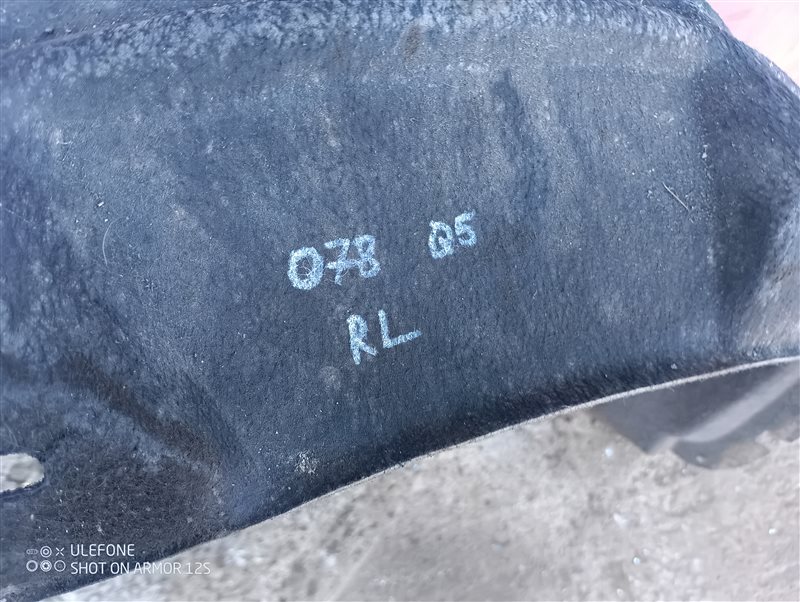 078 Q5
RL
ULEFONE
SHOT ON ARMOR 12S